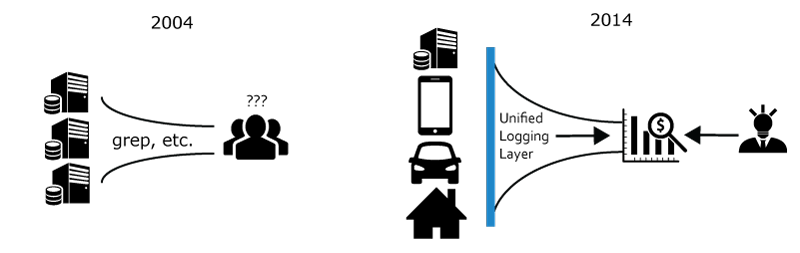 2004
???
grep, etc.
2014
Unified
Logging
Layer
$